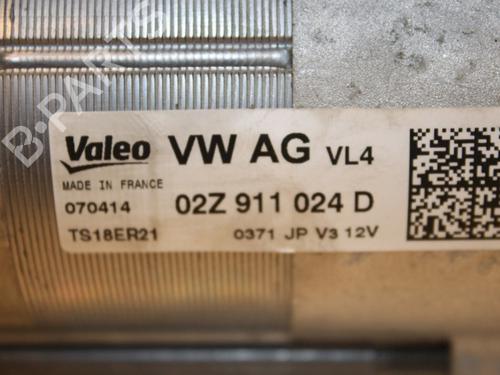 B-PARTS
Valeo VW AG VL4
MADE IN FRANCE
070414 02Z 911 024 D
TS18ER21 0371 JP V3 12V